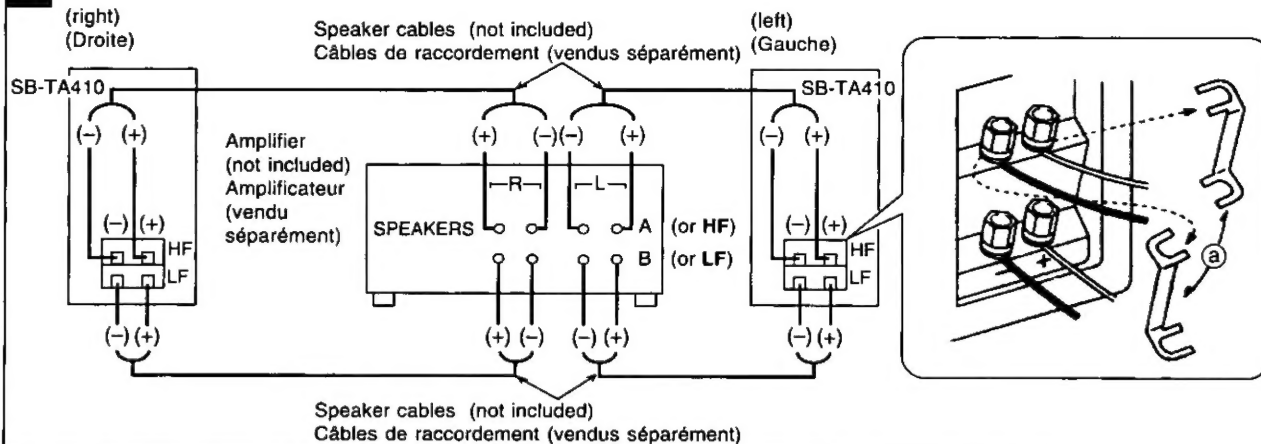 (right)
(Droite)
Speaker cables (not included)
Câbles de raccordement (vendus séparément)
(left)
(Gauche)
SB-TA410
SB-TA410
(–) (+)
(+) (–) (–) (+)
(–) (+)
Amplifier
(not included)
Amplificateur
(vendu
séparément)
R L
SPEAKERS
A (or HF)
B (or LF)
(–) (+)
HF
LF
(–) (+)
HF
LF
– +
a
(–) (+)
(+) (–) (–) (+)
(–) (+)
Speaker cables (not included)
Câbles de raccordement (vendus séparément)